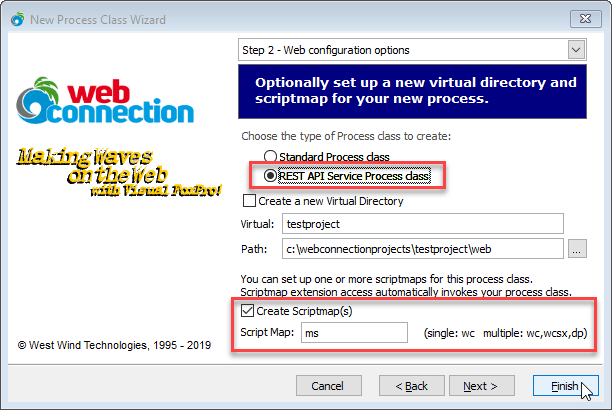 New Process Class Wizard
Step 2 - Web configuration options
web
connection
Making Waves
on the Web
with Visual FoxPro!
Optionally set up a new virtual directory and
scriptmap for your new process.
Choose the type of Process class to create:
Standard Process class
REST API Service Process class
Create a new Virtual Directory
Virtual: testproject
Path: c:\webconnectionprojects\testproject\web ...
You can set up one or more scriptmaps for this process class.
Scriptmap extension access automatically invokes your process class.
Create Scriptmap(s)
Script Map: ms (single: wc multiple: wc,wcsx,dp)
© West Wind Technologies, 1995 - 2019
Cancel < Back Next > Finish